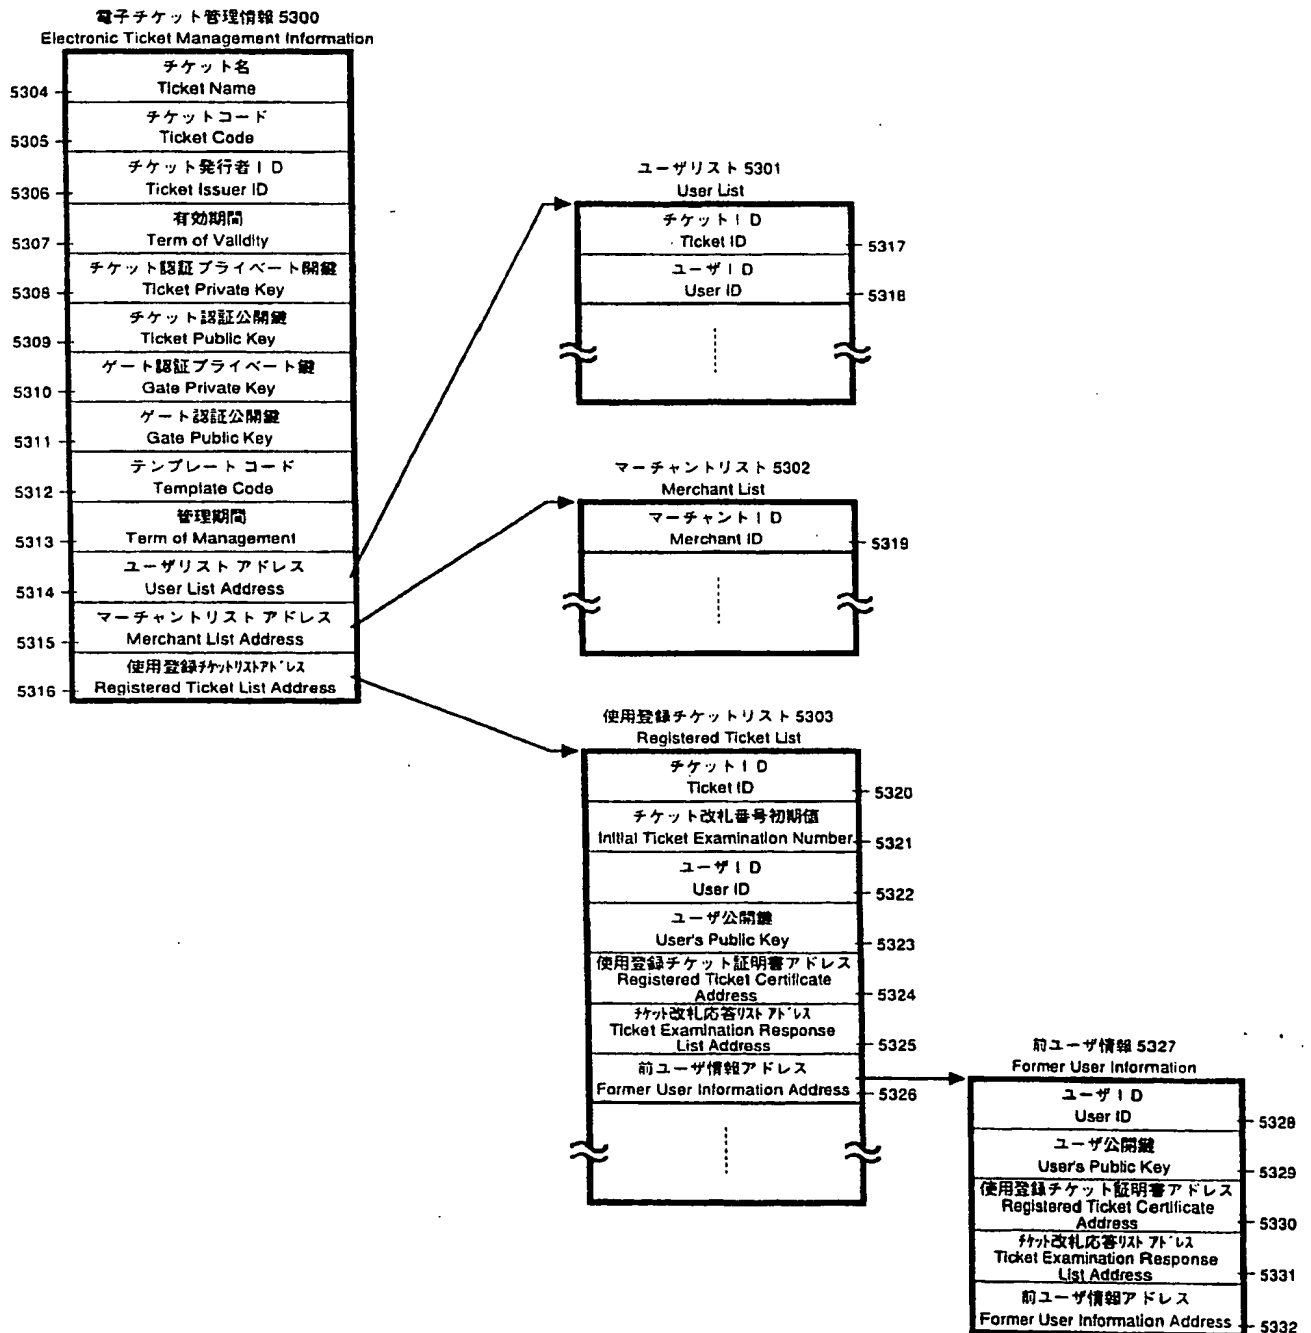 電子チケット管理情報 5300
Electronic Ticket Management Information
チケット名
Ticket Name
5304
チケットコード
Ticket Code
5305
チケット発行者ID
Ticket Issuer ID
5306
有効期間
Term of Validity
5307
チケット認証プライベート開鍵
Ticket Private Key
5308
チケット認証公開鍵
Ticket Public Key
5309
ゲート認証プライベート鍵
Gate Private Key
5310
ゲート認証公開鍵
Gate Public Key
5311
テンプレートコード
Template Code
5312
管理期間
Term of Management
5313
ユーザリスト アドレス
User List Address
5314
マーチャントリスト アドレス
Merchant List Address
5315
使用登録チケットリストアドレス
Registered Ticket List Address
5316
ユーザリスト 5301
User List
チケットID
Ticket ID
5317
ユーザID
User ID
5318
マーチャントリスト 5302
Merchant List
マーチャントID
Merchant ID
5319
使用登録チケットリスト 5303
Registered Ticket List
チケットID
Ticket ID
5320
チケット改札番号初期値
Initial Ticket Examination Number
5321
ユーザID
User ID
5322
ユーザ公開鍵
User's Public Key
5323
使用登録チケット証明書アドレス
Registered Ticket Certificate
Address
5324
チケット改札応答リスト アドレス
Ticket Examination Response
List Address
5325
前ユーザ情報アドレス
Former User Information Address
5326
前ユーザ情報 5327
Former User Information
ユーザID
User ID
5328
ユーザ公開鍵
User's Public Key
5329
使用登録チケット証明書アドレス
Registered Ticket Certificate
Address
5330
チケット改札応答リスト アドレス
Ticket Examination Response
List Address
5331
前ユーザ情報アドレス
Former User Information Address
5332